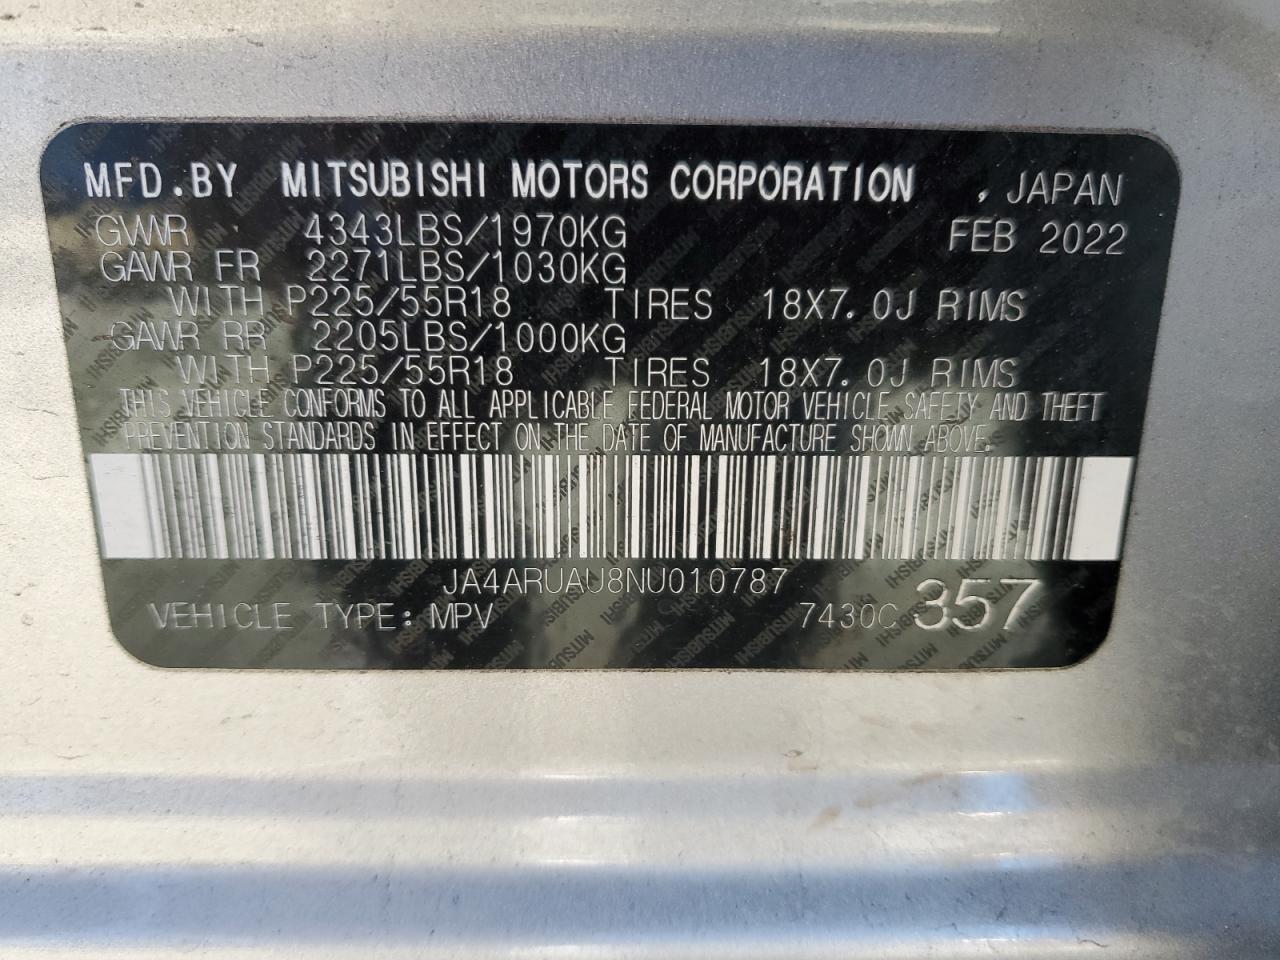 MFD.BY MITSUBISHI MOTORS CORPORATION , JAPAN
GVWR 4343LBS/1970KG FEB 2022
GAWR FR 2271LBS/1030KG
WITH P225/55R18 TIRES 18X7.0J RIMS
GAWR RR 2205LBS/1000KG
WITH P225/55R18 TIRES 18X7.0J RIMS
THIS VEHICLE CONFORMS TO ALL APPLICABLE FEDERAL MOTOR VEHICLE SAFETY AND THEFT
PREVENTION STANDARDS IN EFFECT ON THE DATE OF MANUFACTURE SHOWN ABOVE.
JA4ARUAU8NU010787
VEHICLE TYPE: MPV 7430C 357